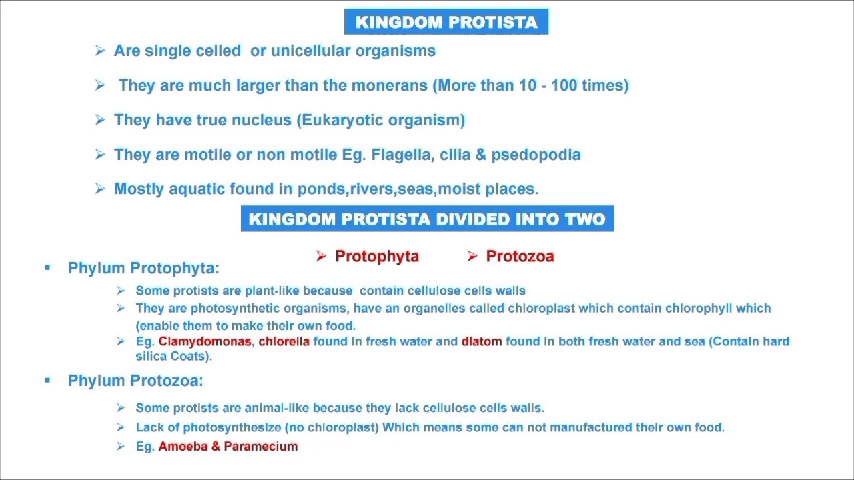 KINGDOM PROTISTA
➢ Are single celled or unicellular organisms
➢ They are much larger than the monerans (More than 10 - 100 times)
➢ They have true nucleus (Eukaryotic organism)
➢ They are motile or non motile Eg. Flagella, cilia & psedopodia
➢ Mostly aquatic found in ponds,rivers,seas,moist places.
KINGDOM PROTISTA DIVIDED INTO TWO
➢ Protophyta ➢ Protozoa
▪ Phylum Protophyta:
➢ Some protists are plant-like because contain cellulose cells walls
➢ They are photosynthetic organisms, have an organelles called chloroplast which contain chlorophyll which
(enable them to make their own food.
➢ Eg. Clamydomonas, chlorella found in fresh water and diatom found in both fresh water and sea (Contain hard
silica Coats).
▪ Phylum Protozoa:
➢ Some protists are animal-like because they lack cellulose cells walls.
➢ Lack of photosynthesize (no chloroplast) Which means some can not manufactured their own food.
➢ Eg. Amoeba & Paramecium